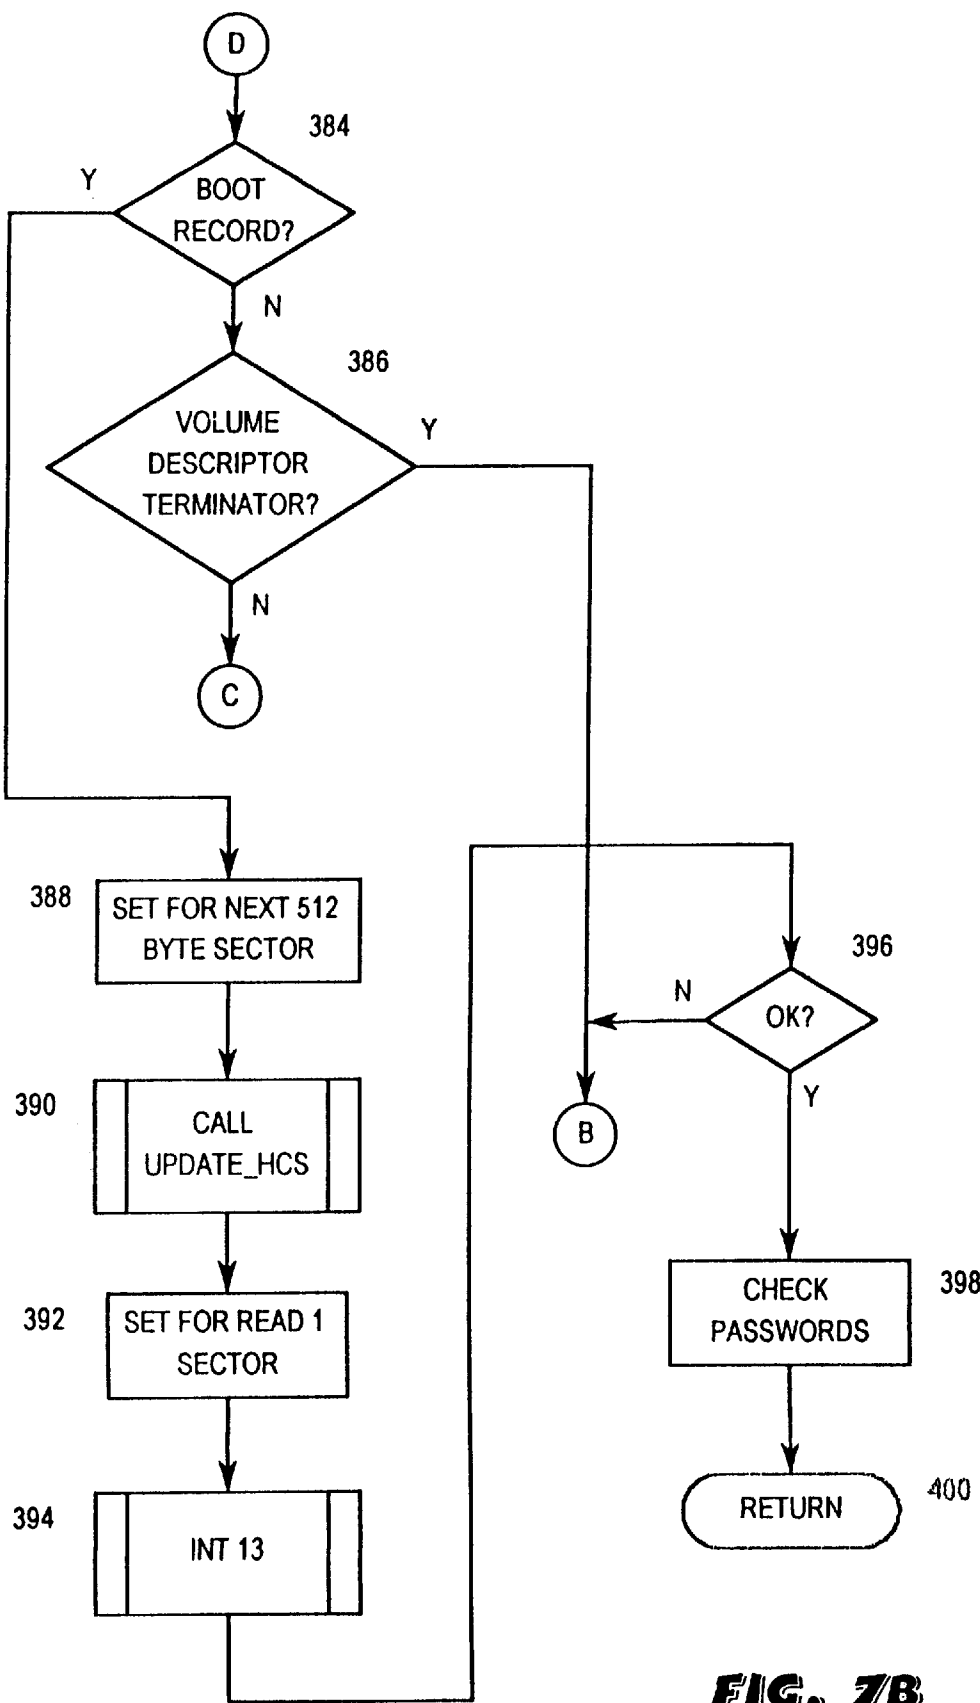 D
384
Y
BOOT
RECORD?
N
386
VOLUME
DESCRIPTOR
TERMINATOR?
Y
N
C
388
SET FOR NEXT 512
BYTE SECTOR
390
CALL
UPDATE_HCS
392
SET FOR READ 1
SECTOR
394
INT 13
396
OK?
N
Y
B
398
CHECK
PASSWORDS
RETURN
400
FIG. 7B